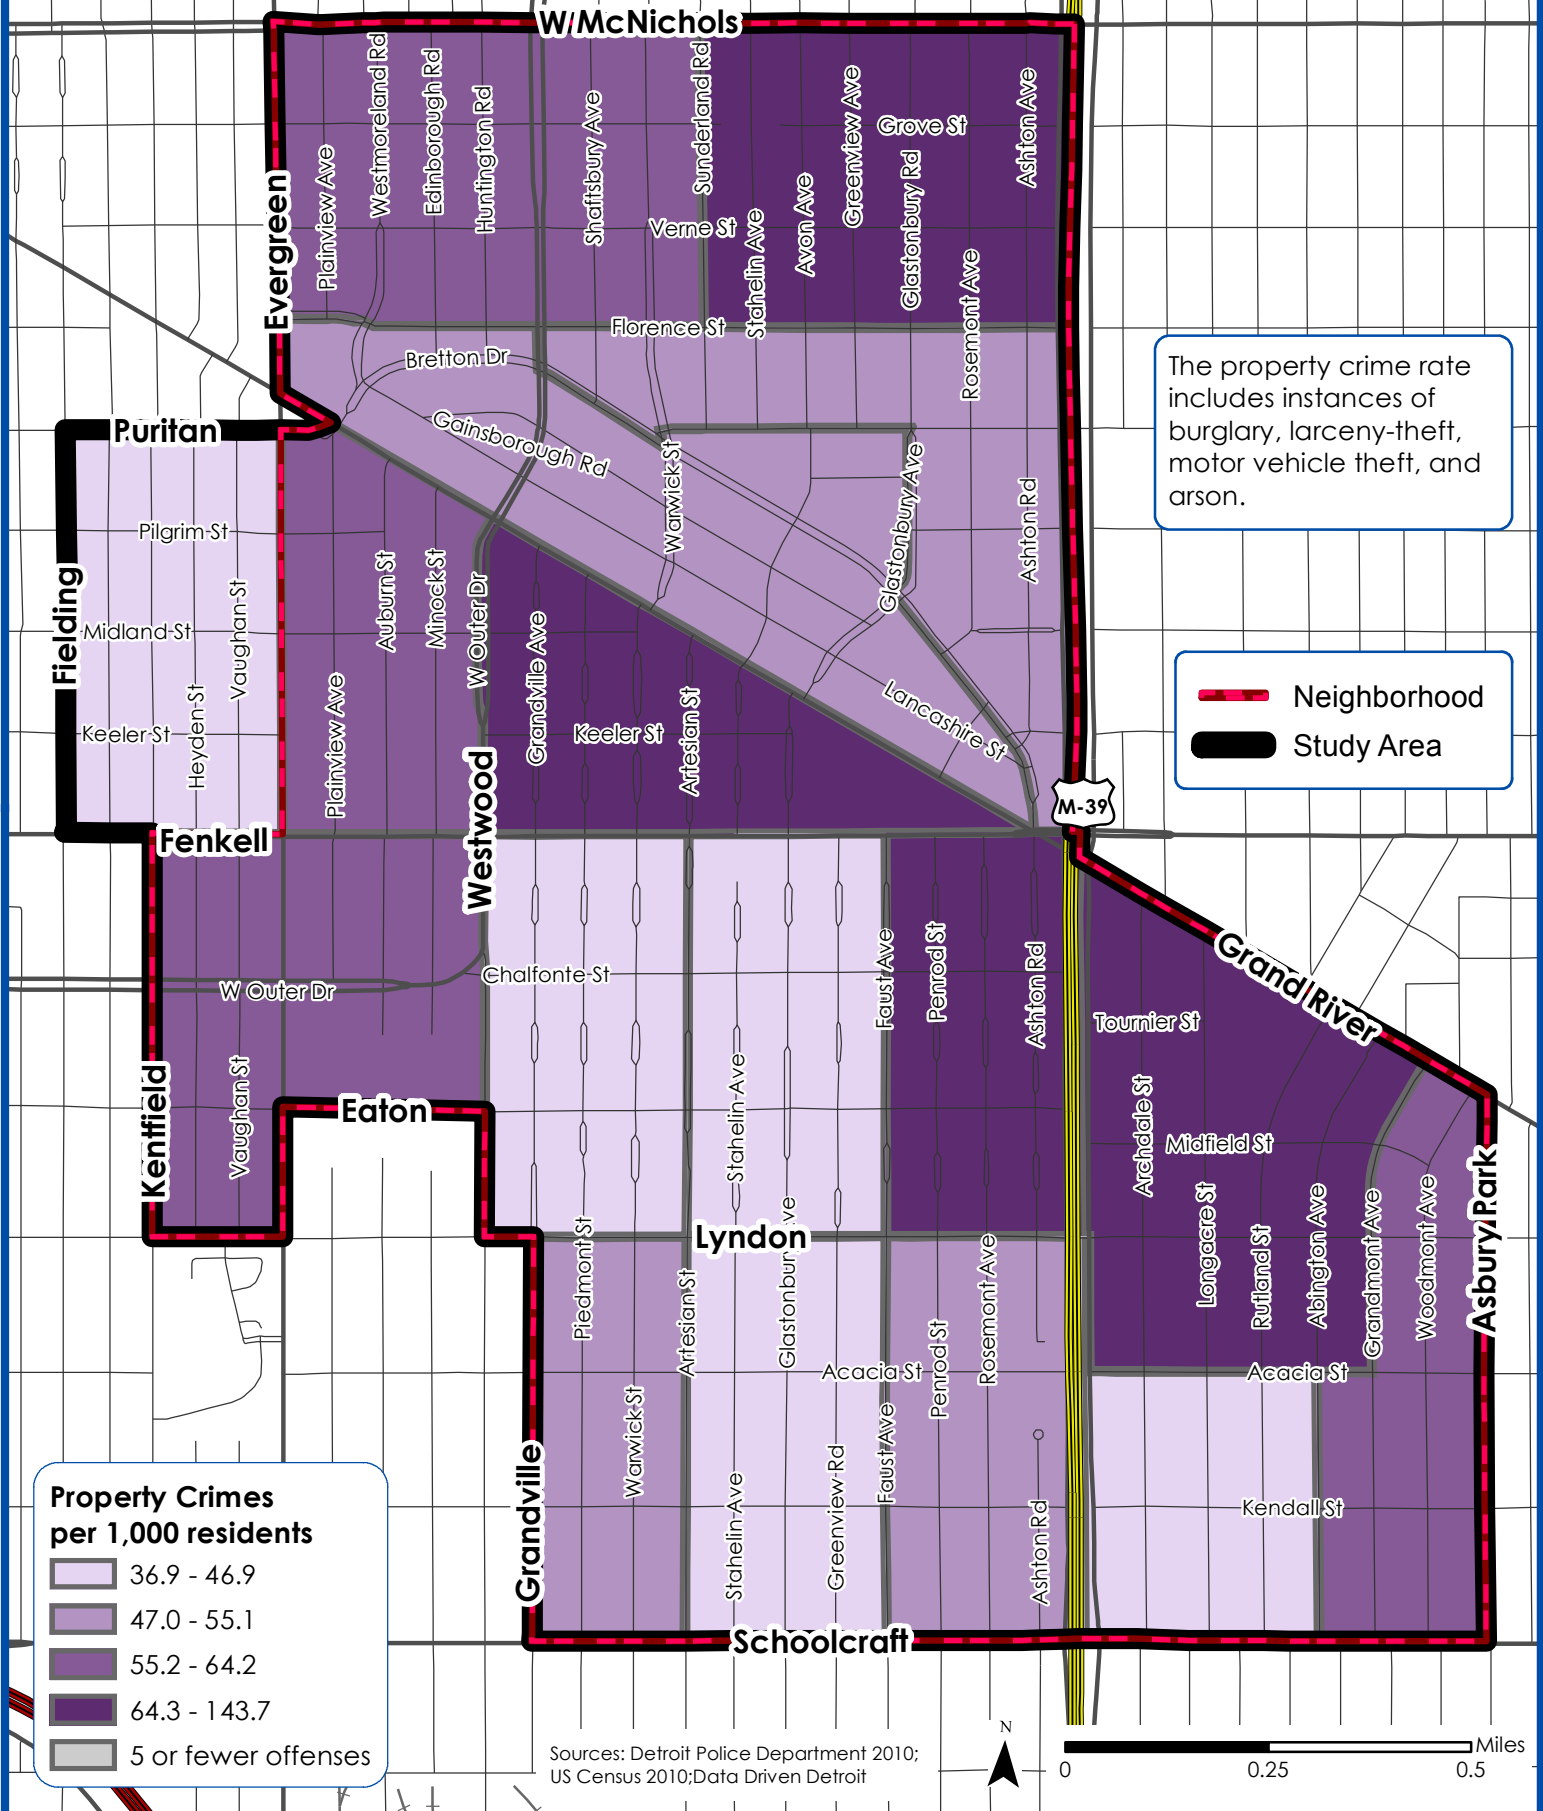 W McNichols
Westmoreland Rd
Edinborough Rd
Huntington Rd
Sunderland Rd
Shaftsbury Ave
Greenview Ave
Ashton Ave
Grove St
Plainview Ave
Evergreen
Glastonbury Rd
Avon Ave
Stahelin Ave
Verne St
Rosemont Ave
Florence St
Bretton Dr
The property crime rate
includes instances of
burglary, larceny-theft,
motor vehicle theft, and
arson.
Puritan
Gainsborough Rd
Warwick St
Glastonbury Ave
Ashton Rd
Pilgrim St
Auburn St
Minock St
W Outer Dr
Fielding
Midland St
Vaughan St
Grandville Ave
Neighborhood
Study Area
Keeler St
Heyden St
Plainview Ave
Keeler St
Artesian St
Lancashire St
Westwood
M-39
Fenkell
Chalfonte St
Faust Ave
Penrod St
Ashton Rd
Grand River
W Outer Dr
Tournier St
Kentfield
Vaughan St
Eaton
Stahelin Ave
Archdale St
Midfield St
Longacre St
Rutland St
Abington Ave
Grandmont Ave
Woodmont Ave
Asbury Park
Lyndon
Piedmont St
Artesian St
Glastonbury Ave
Rosemont Ave
Penrod St
Acacia St
Acacia St
Warwick St
Faust Ave
Grandville
Stahelin Ave
Greenview Rd
Ashton Rd
Kendall St
Schoolcraft
Property Crimes
per 1,000 residents
36.9 - 46.9
47.0 - 55.1
55.2 - 64.2
64.3 - 143.7
5 or fewer offenses
Sources: Detroit Police Department 2010;
US Census 2010;Data Driven Detroit
N
Miles
0 0.25 0.5